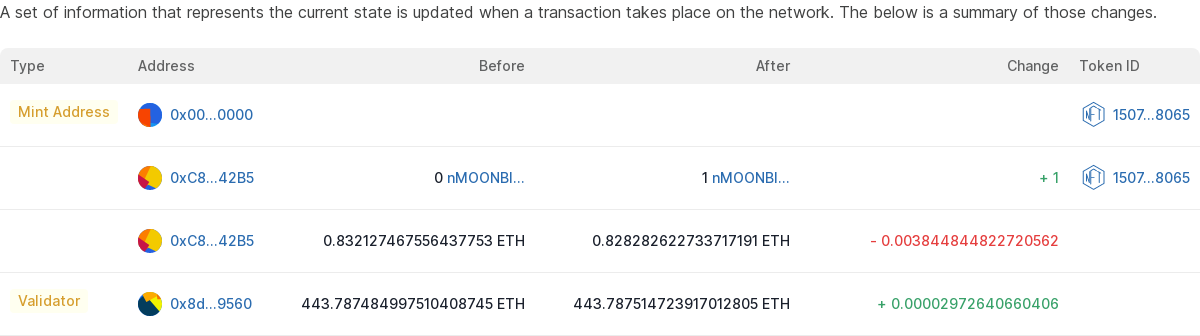 A set of information that represents the current state is updated when a transaction takes place on the network. The below is a summary of those changes.
Type Address Before After Change Token ID
Mint Address 0x00...0000 NFT 1507...8065
0xC8...42B5 0 nMOONBI... 1 nMOONBI... + 1 NFT 1507...8065
0xC8...42B5 0.832127467556437753 ETH 0.828282622733717191 ETH - 0.003844844822720562
Validator 0x8d...9560 443.787484997510408745 ETH 443.787514723917012805 ETH + 0.00002972640660406